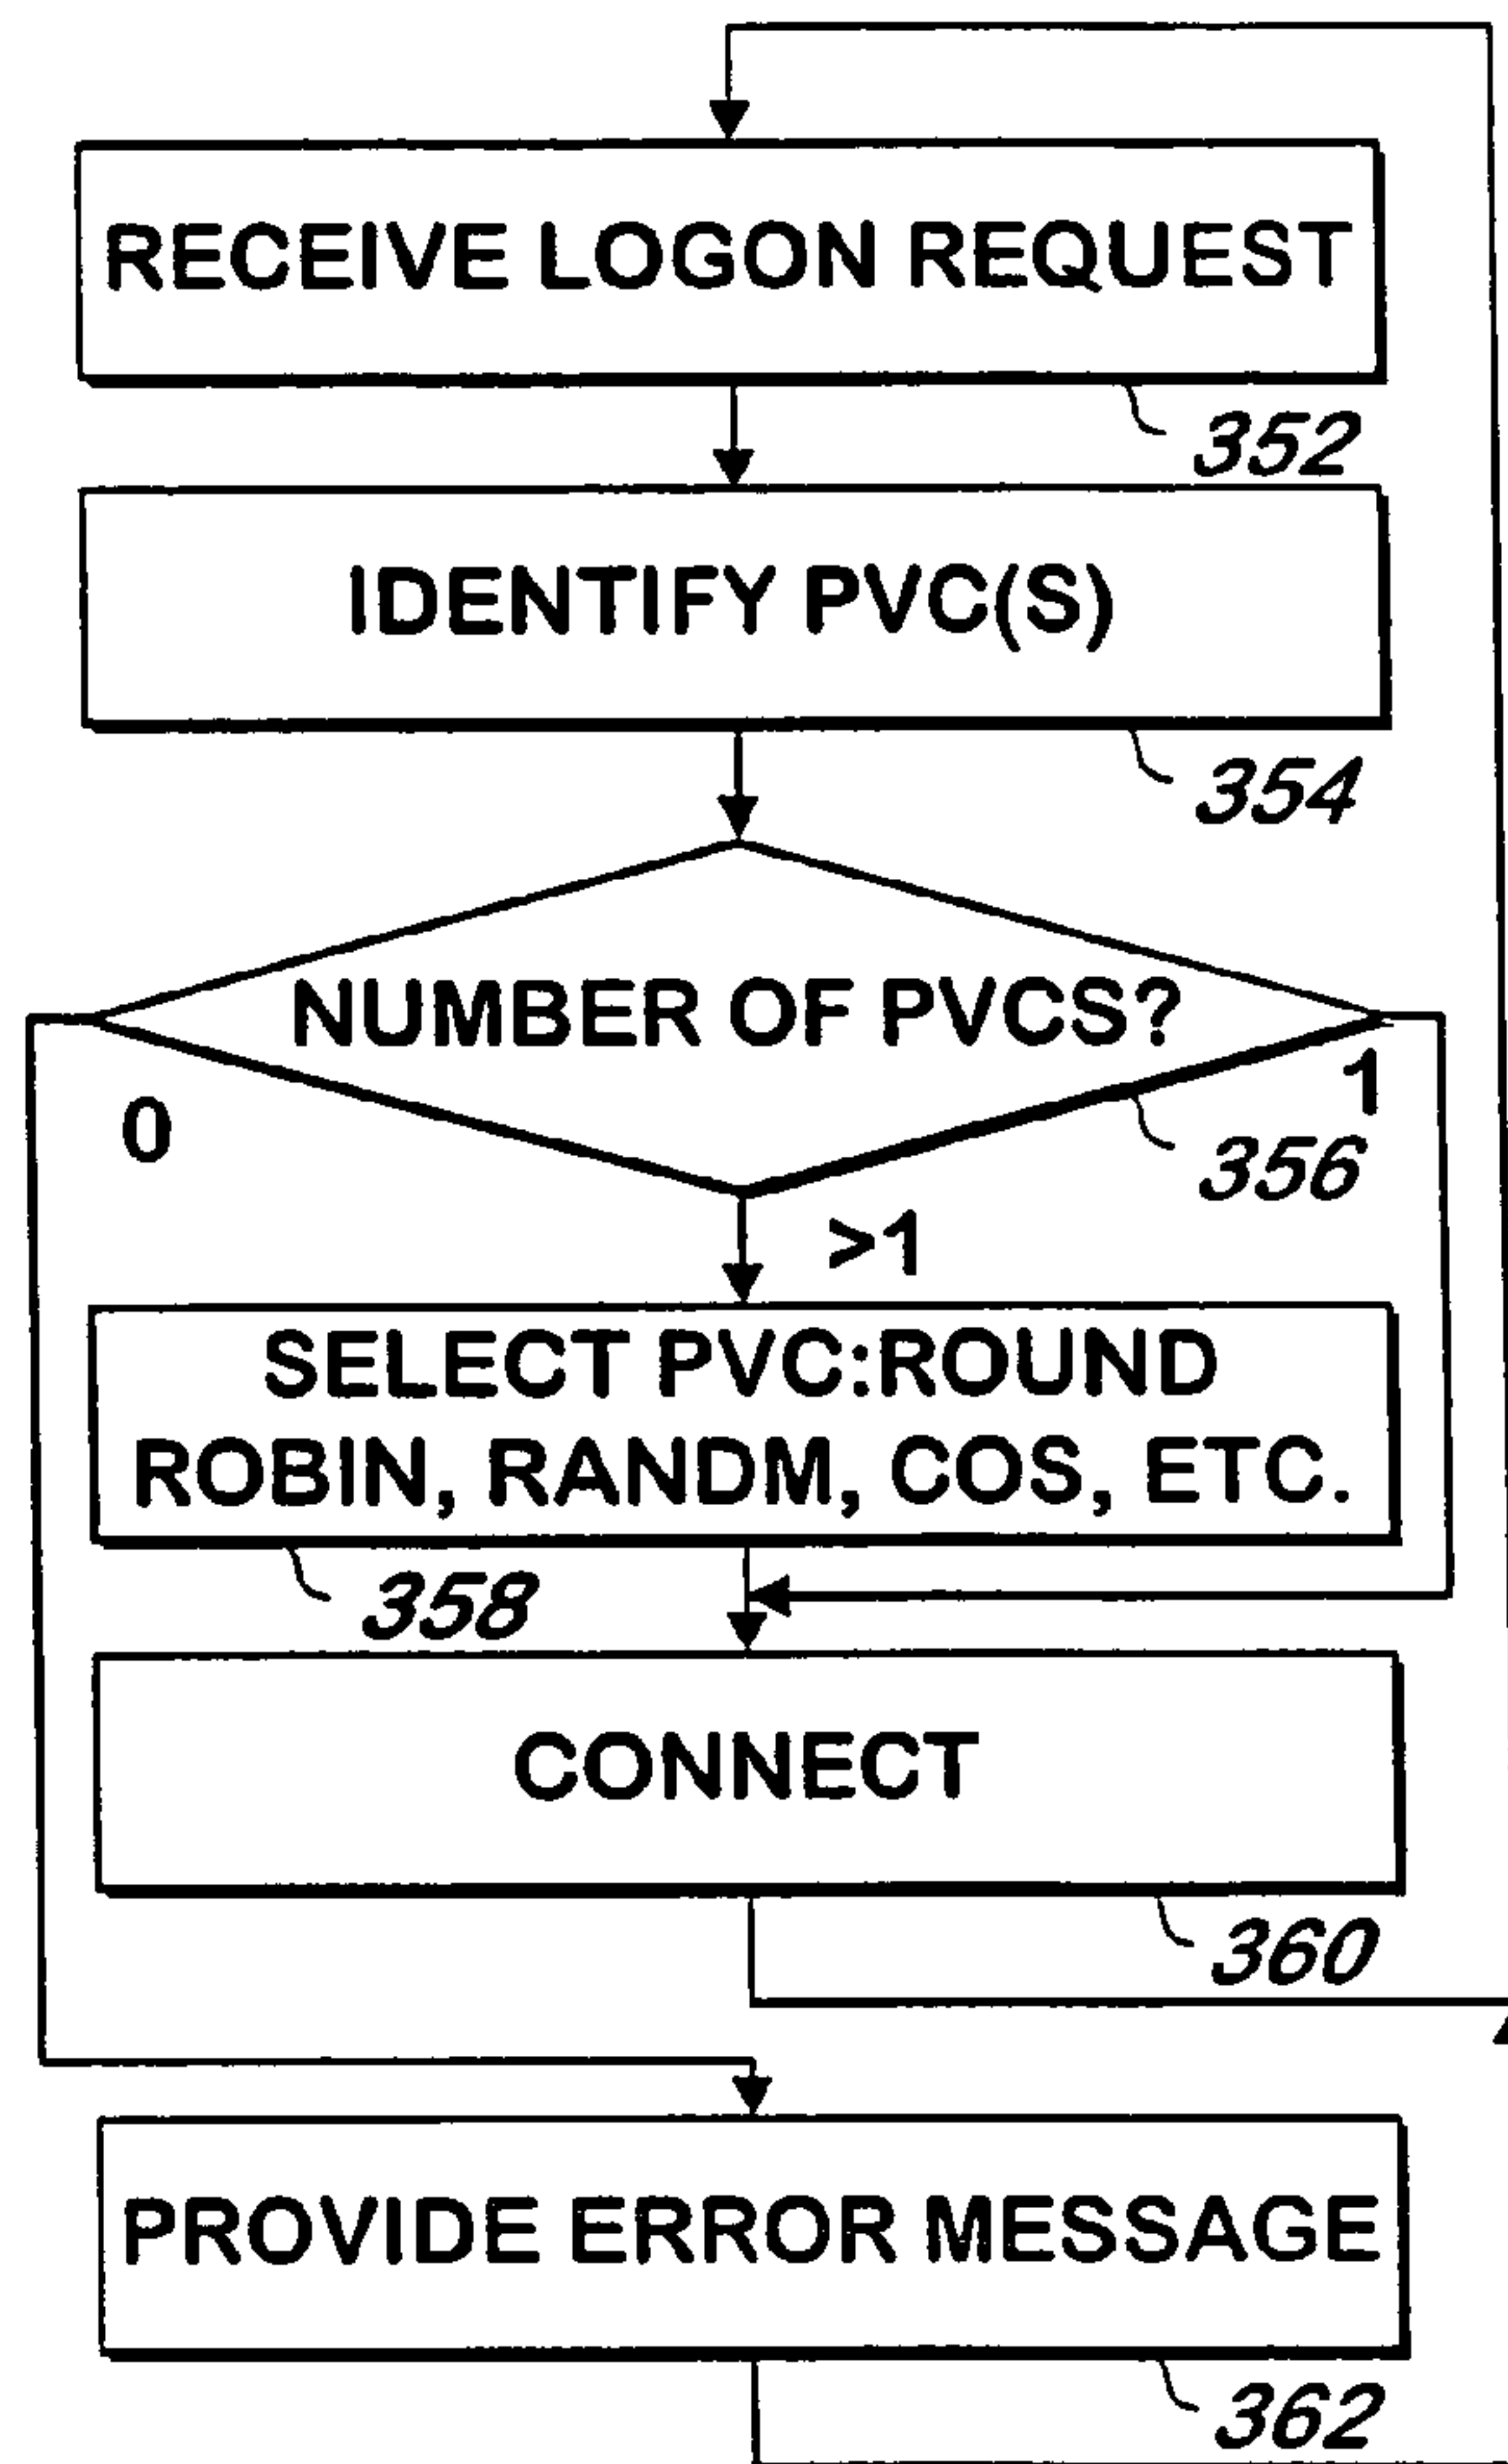 RECEIVE LOGON REQUEST
352
IDENTIFY PVC(S)
354
NUMBER OF PVCS?
0
1
356
>1
SELECT PVC:ROUND
ROBIN, RANDM, COS, ETC.
358
CONNECT
360
PROVIDE ERROR MESSAGE
362